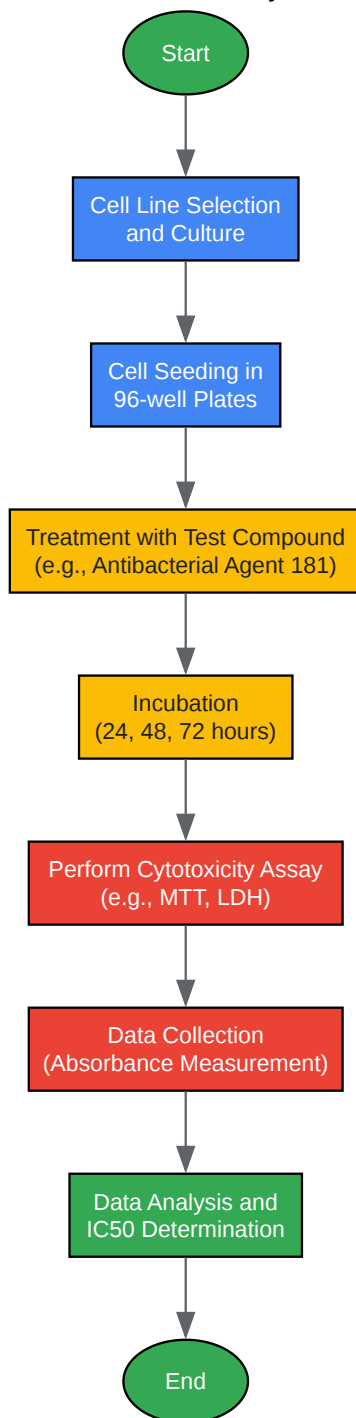 Start
Cell Line Selection
and Culture
Cell Seeding in
96-well Plates
Treatment with Test Compound
(e.g., Antibacterial Agent 181)
Incubation
(24, 48, 72 hours)
Perform Cytotoxicity Assay
(e.g., MTT, LDH)
Data Collection
(Absorbance Measurement)
Data Analysis and
IC50 Determination
End